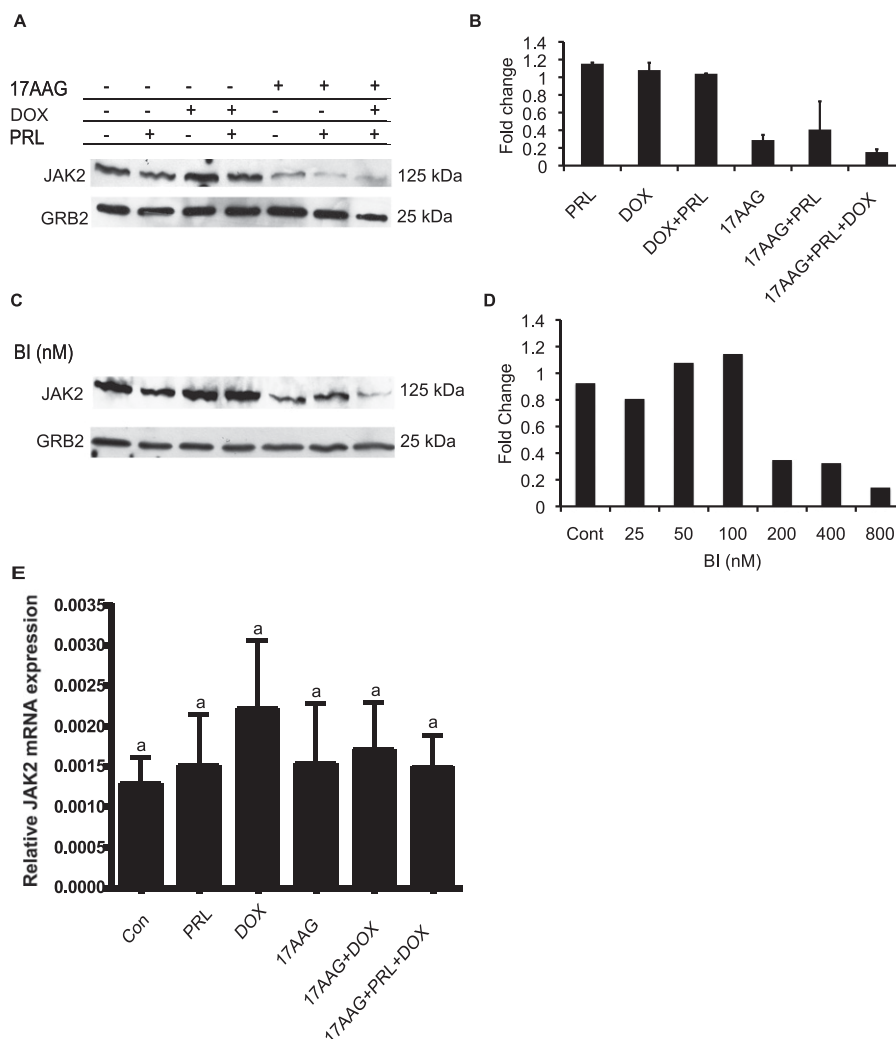 A
17AAG - - - - + + +
DOX - - + + - - +
PRL - + - + - + +
JAK2 125 kDa
GRB2 25 kDa
B
Fold change
1.4
1.2
1
0.8
0.6
0.4
0.2
0
PRL
DOX
DOX+PRL
17AAG
17AAG+PRL
17AAG+PRL+DOX
C
BI (nM)
JAK2 125 kDa
GRB2 25 kDa
D
Fold Change
1.4
1.2
1
0.8
0.6
0.4
0.2
0
Cont 25 50 100 200 400 800
BI (nM)
E
Relative JAK2 mRNA expression
0.0035
0.0030
0.0025
0.0020
0.0015
0.0010
0.0005
0.0000
a a a a a a
Con
PRL
DOX
17AAG
17AAG+DOX
17AAG+PRL+DOX